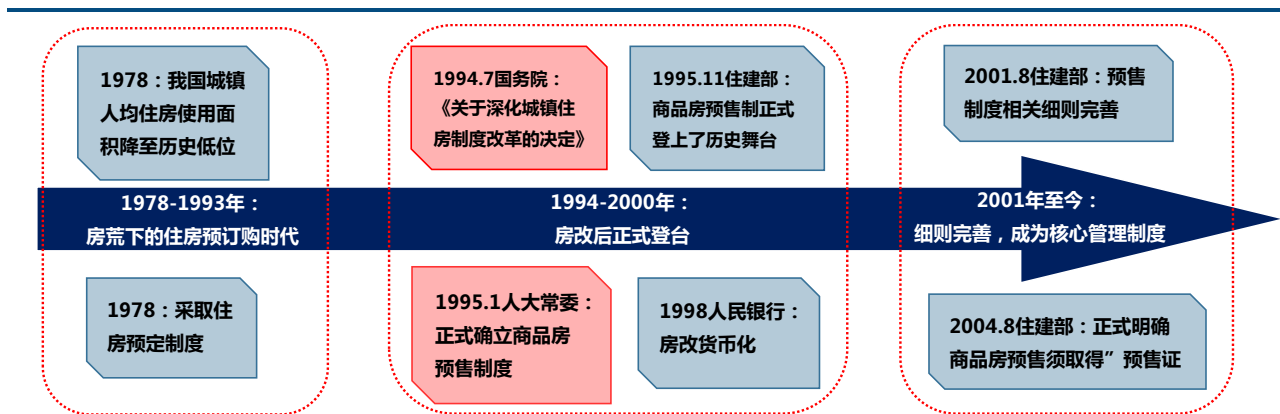 1978：我国城镇
人均住房使用面
积降至历史低位
1994.7国务院：
《关于深化城镇住
房制度改革的决定》
1995.11住建部：
商品房预售制正式
登上了历史舞台
2001.8住建部：预售
制度相关细则完善
1978-1993年：
房荒下的住房预订购时代
1994-2000年：
房改后正式登台
2001年至今：
细则完善，成为核心管理制度
1978：采取住
房预定制度
1995.1人大常委：
正式确立商品房
预售制度
1998人民银行：
房改货币化
2004.8住建部：正式明确
商品房预售须取得”预售证